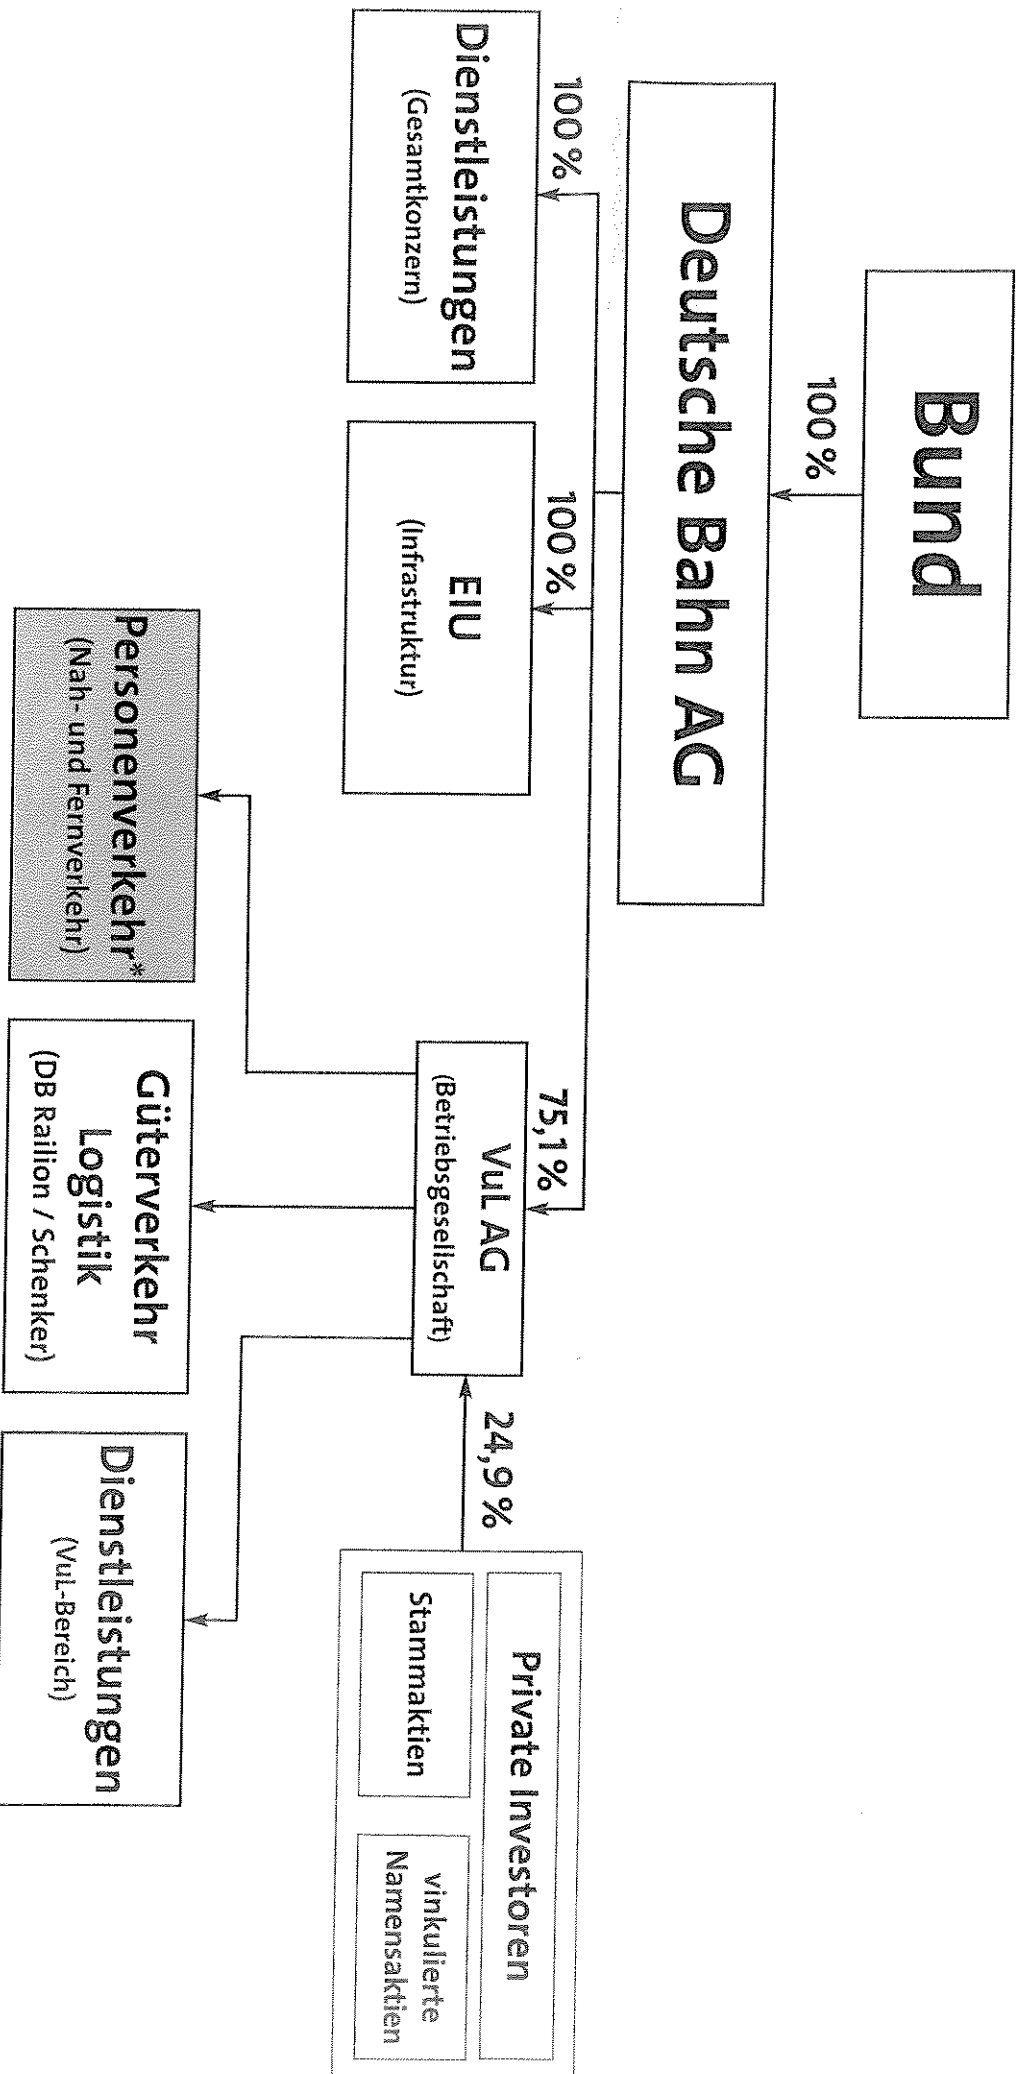 Bund
100%
Deutsche Bahn AG
100%
100%
75,1%
Dienstleistungen
(Gesamtkonzern)
EIU
(Infrastruktur)
VuL AG
(Betriebsgesellschaft)
24,9%
Private Investoren
Stammaktien
vinkulierte
Namensaktien
Personenverkehr*
(Nah- und Fernverkehr)
Güterverkehr
Logistik
(DB Railion / Schenker)
Dienstleistungen
(VuL-Bereich)